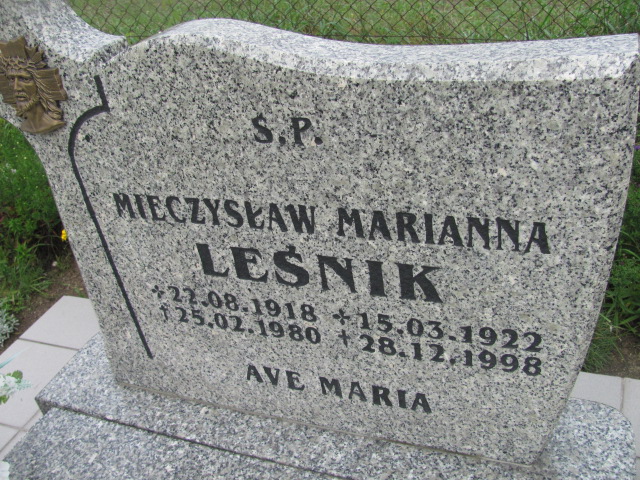 Ś.P.
MIECZYSŁAW MARIANNA
LEŚNIK
22.08.1918 15.03.1922
25.02.1980 28.12.1998
AVE MARIA